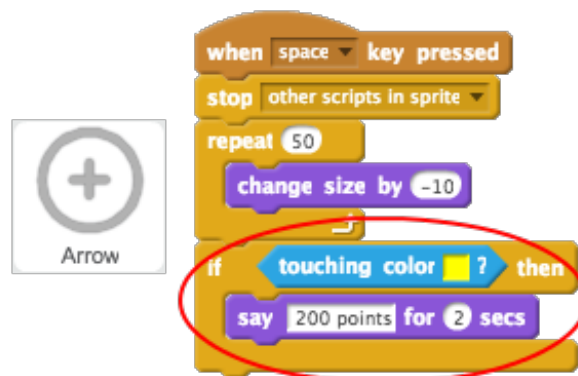 when space key pressed
stop other scripts in sprite
repeat 50
change size by -10
Arrow
if touching color ? then
say 200 points for 2 secs